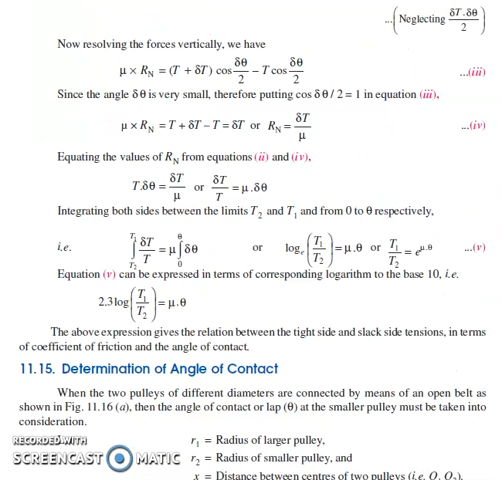 ...(Neglecting δT.δθ/2)
Now resolving the forces vertically, we have
μ × R_N = (T + δT) cos δθ/2 – T cos δθ/2 ...(iii)
Since the angle δθ is very small, therefore putting cos δθ / 2 = 1 in equation (iii),
μ × R_N = T + δT – T = δT or R_N = δT/μ ...(iv)
Equating the values of R_N from equations (ii) and (iv),
T.δθ = δT/μ or δT/T = μ.δθ
Integrating both sides between the limits T₂ and T₁ and from 0 to θ respectively,
i.e. ∫_{T₂}^{T₁} δT/T = μ ∫_0^θ δθ or log_e (T₁/T₂) = μ.θ or T₁/T₂ = e^{μ.θ} ...(v)
Equation (v) can be expressed in terms of corresponding logarithm to the base 10, i.e.
2.3 log (T₁/T₂) = μ.θ
The above expression gives the relation between the tight side and slack side tensions, in terms
of coefficient of friction and the angle of contact.
11.15. Determination of Angle of Contact
When the two pulleys of different diameters are connected by means of an open belt as
shown in Fig. 11.16 (a), then the angle of contact or lap (θ) at the smaller pulley must be taken into
consideration.
RECORDED WITH
SCREENCAST MATIC
r₁ = Radius of larger pulley,
r₂ = Radius of smaller pulley, and
x = Distance between centres of two pulleys (i.e.